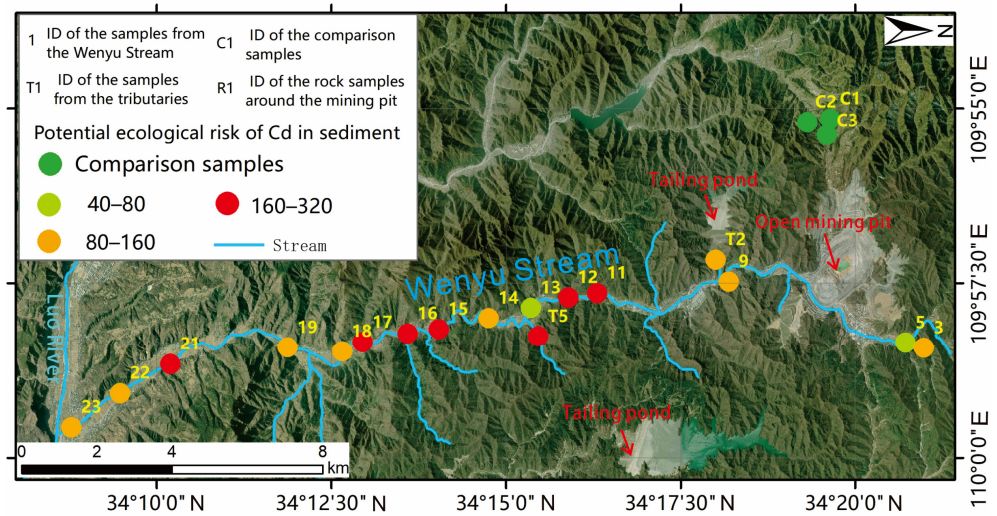 1 ID of the samples from
the Wenyu Stream
C1 ID of the comparison
samples
T1 ID of the samples
from the tributaries
R1 ID of the rock samples
around the mining pit
Potential ecological risk of Cd in sediment
Comparison samples
40–80
160–320
80–160
Stream
N
C2
C1
C3
Tailing pond
Open mining pit
T2
9
Wenyu Stream
11
12
13
14
T5
15
16
17
18
19
21
22
23
5
3
Luo River
Tailing pond
0 2 4 8
km
109°55'0"E
109°57'30"E
110°0'0"E
34°10'0"N
34°12'30"N
34°15'0"N
34°17'30"N
34°20'0"N